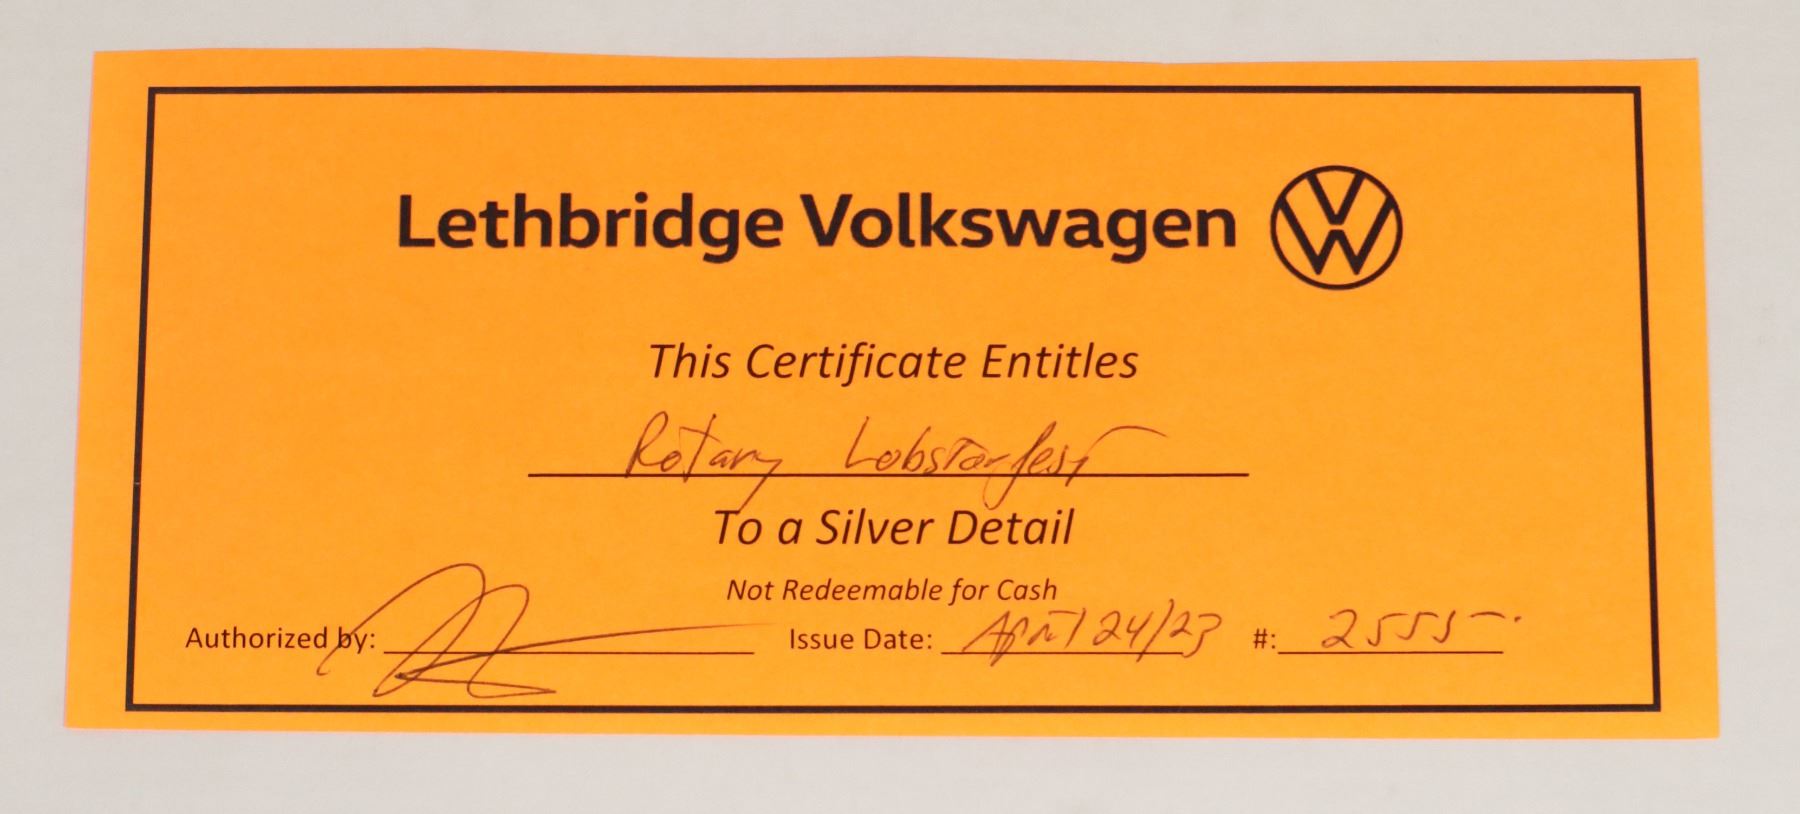 Lethbridge Volkswagen
This Certificate Entitles
Rotary Lobsterfest
To a Silver Detail
Not Redeemable for Cash
Authorized by: Issue Date: April 24/23 #: 2555